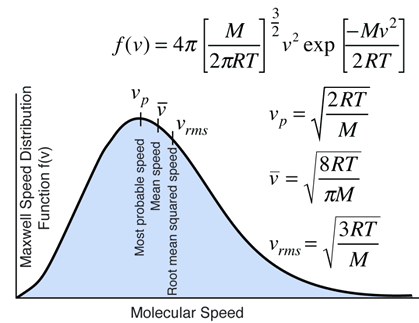 f(v) = 4π [M / 2πRT]^(3/2) v² exp [−Mv² / 2RT]
v_p
v̄
v_rms
v_p = √(2RT / M)
v̄ = √(8RT / πM)
v_rms = √(3RT / M)
Maxwell Speed Distribution
Function f(v)
Most probable speed
Mean speed
Root mean squared speed
Molecular Speed